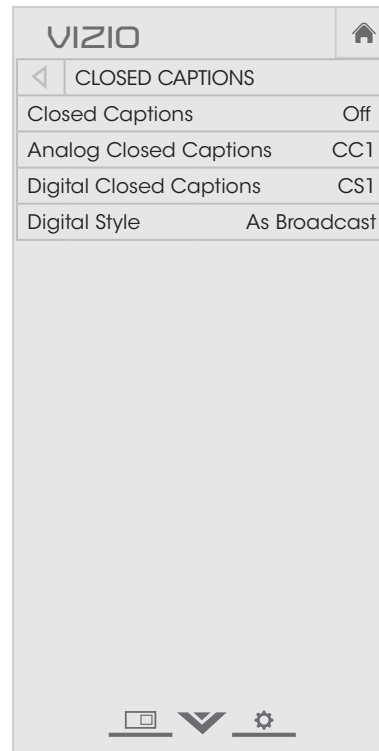 VIZIO
CLOSED CAPTIONS
Closed Captions Off
Analog Closed Captions CC1
Digital Closed Captions CS1
Digital Style As Broadcast